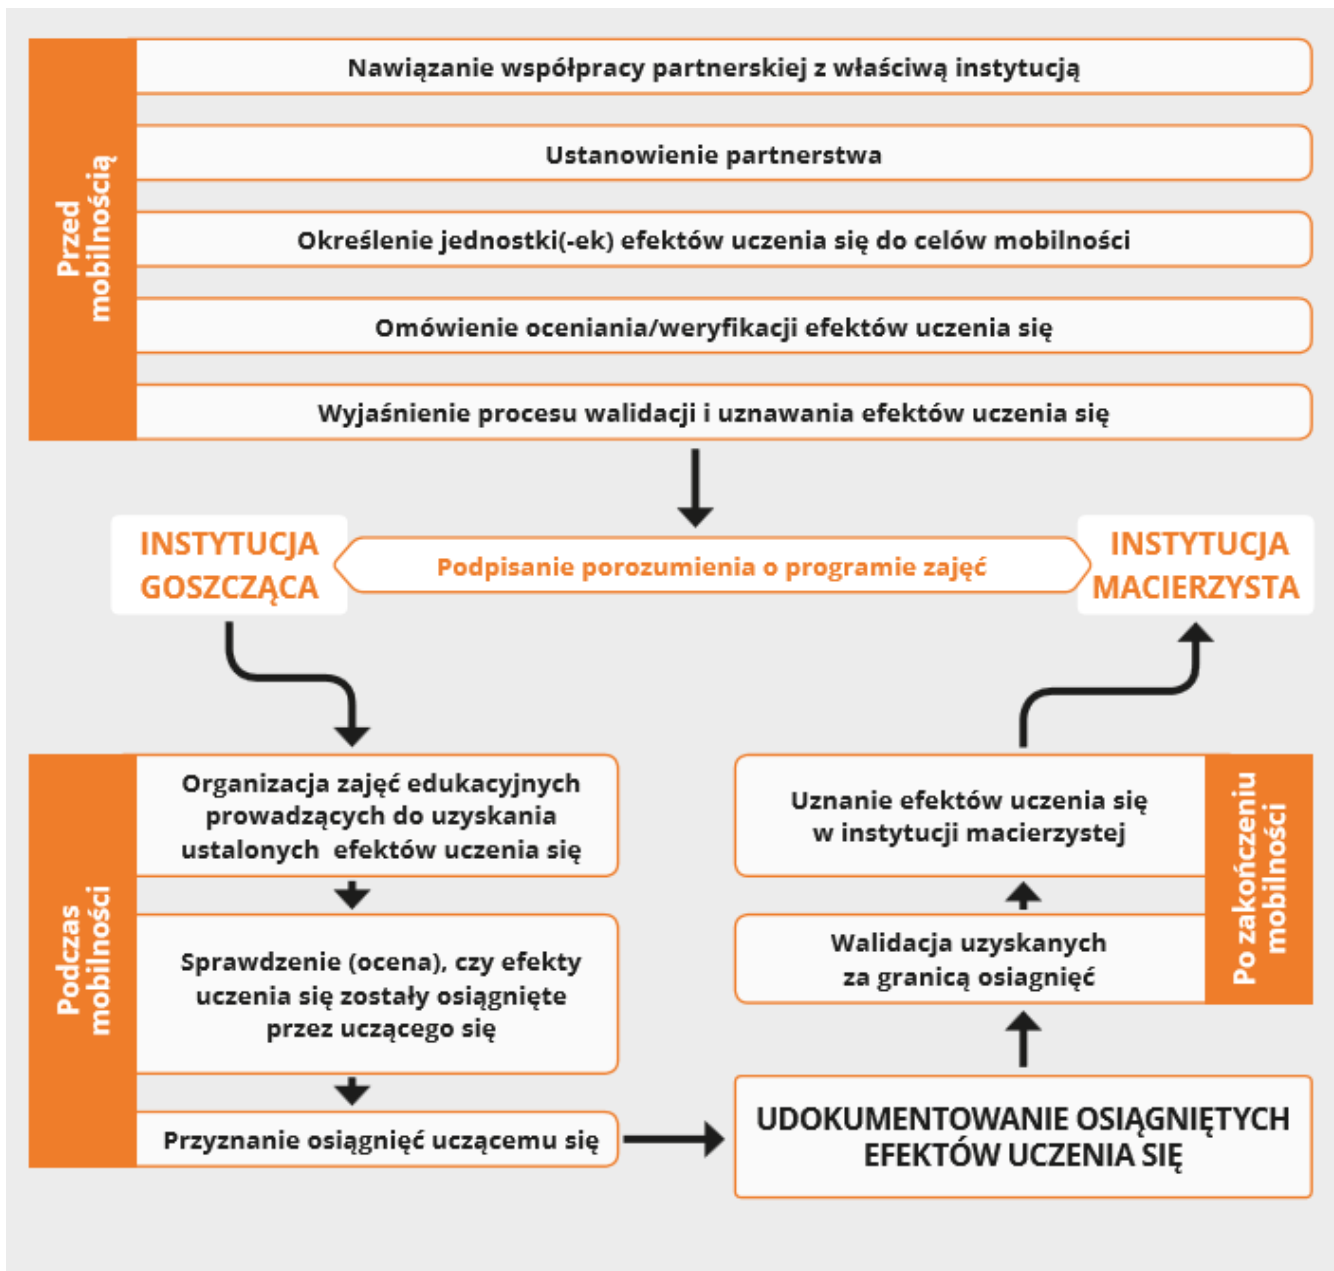 Przed
mobilnością
Nawiązanie współpracy partnerskiej z właściwą instytucją
Ustanowienie partnerstwa
Określenie jednostki(-ek) efektów uczenia się do celów mobilności
Omówienie oceniania/weryfikacji efektów uczenia się
Wyjaśnienie procesu walidacji i uznawania efektów uczenia się
INSTYTUCJA
GOSZCZĄCA
Podpisanie porozumienia o programie zajęć
INSTYTUCJA
MACIERZYSTA
Podczas
mobilności
Organizacja zajęć edukacyjnych
prowadzących do uzyskania
ustalonych efektów uczenia się
Sprawdzenie (ocena), czy efekty
uczenia się zostały osiągnięte
przez uczącego się
Przyznanie osiągnięć uczącemu się
UDOKUMENTOWANIE OSIĄGNIĘTYCH
EFEKTÓW UCZENIA SIĘ
Walidacja uzyskanych
za granicą osiagnięć
Uznanie efektów uczenia się
w instytucji macierzystej
Po zakończeniu
mobilności